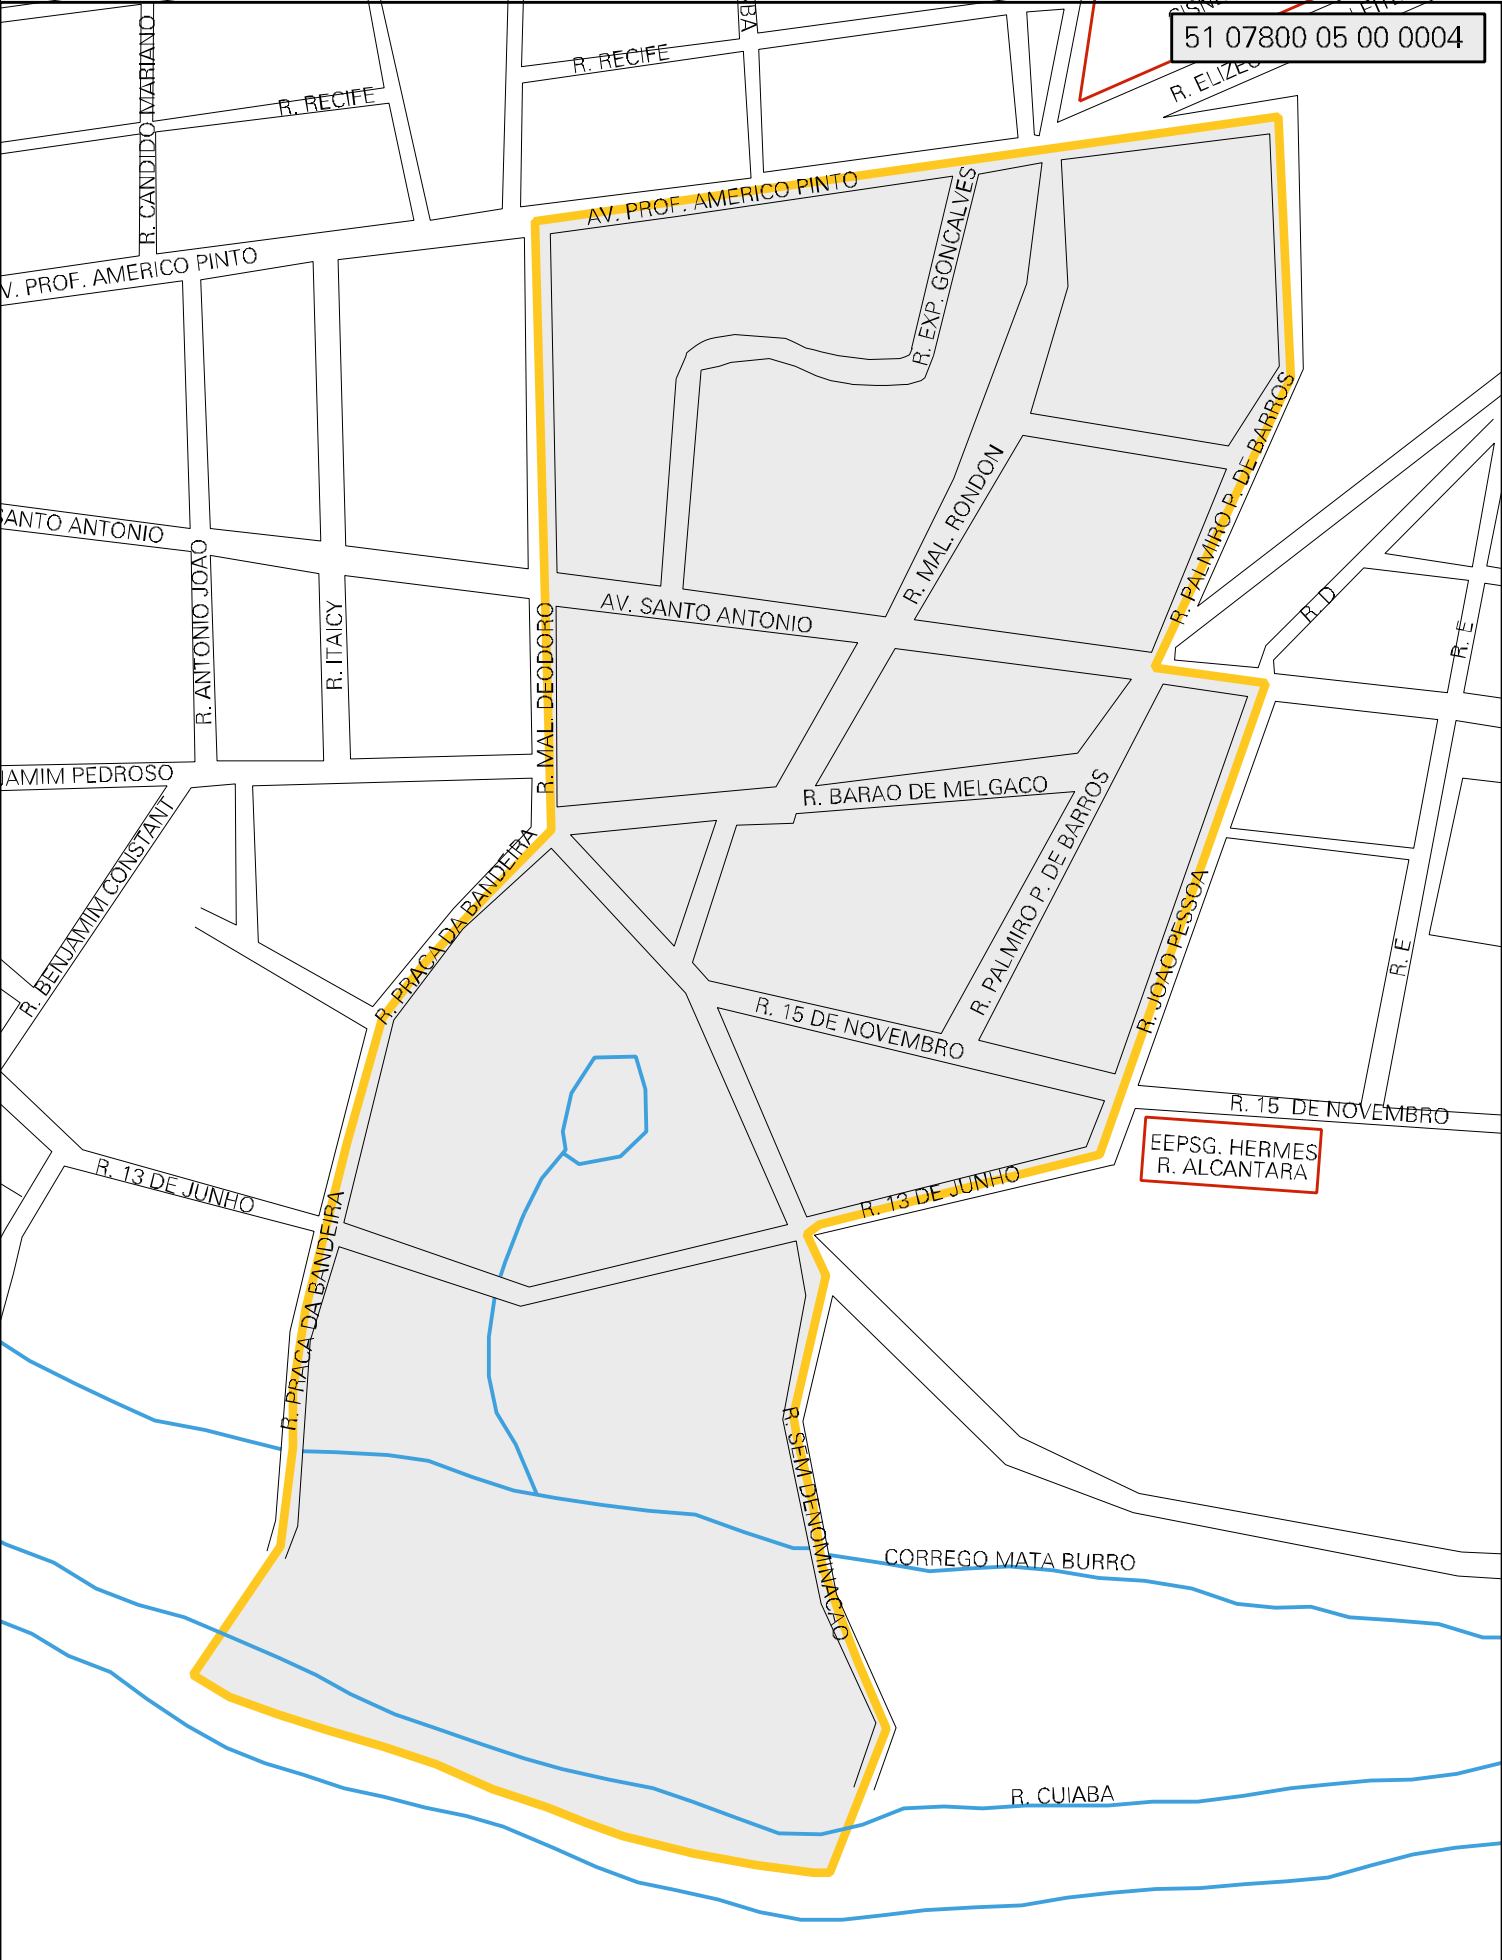 51 07800 05 00 0004
R. ELIZEU
R. RECIFE
R. RECIFE
R. CANDIDO MARIANO
AV. PROF. AMERICO PINTO
V. PROF. AMERICO PINTO
R. EXP. GONCALVES
R. PALMIRO P. DE BARROS
R. MAL. RONDON
SANTO ANTONIO
R. ANTONIO JOAO
R. ITAICY
R. MAL. DEODORO
AV. SANTO ANTONIO
R. D
R. E
JAMIM PEDROSO
R. BENJAMIM CONSTANT
R. BARAO DE MELGACO
R. PALMIRO P. DE BARROS
R. PRACA DA BANDEIRA
R. JOAO PESSOA
R. E
R. 15 DE NOVEMBRO
R. 15 DE NOVEMBRO
EEPSG. HERMES
R. ALCANTARA
R. 13 DE JUNHO
R. 13 DE JUNHO
R. PRACA DA BANDEIRA
R. SEM DENOMINACAO
CORREGO MATA BURRO
R. CUIABA